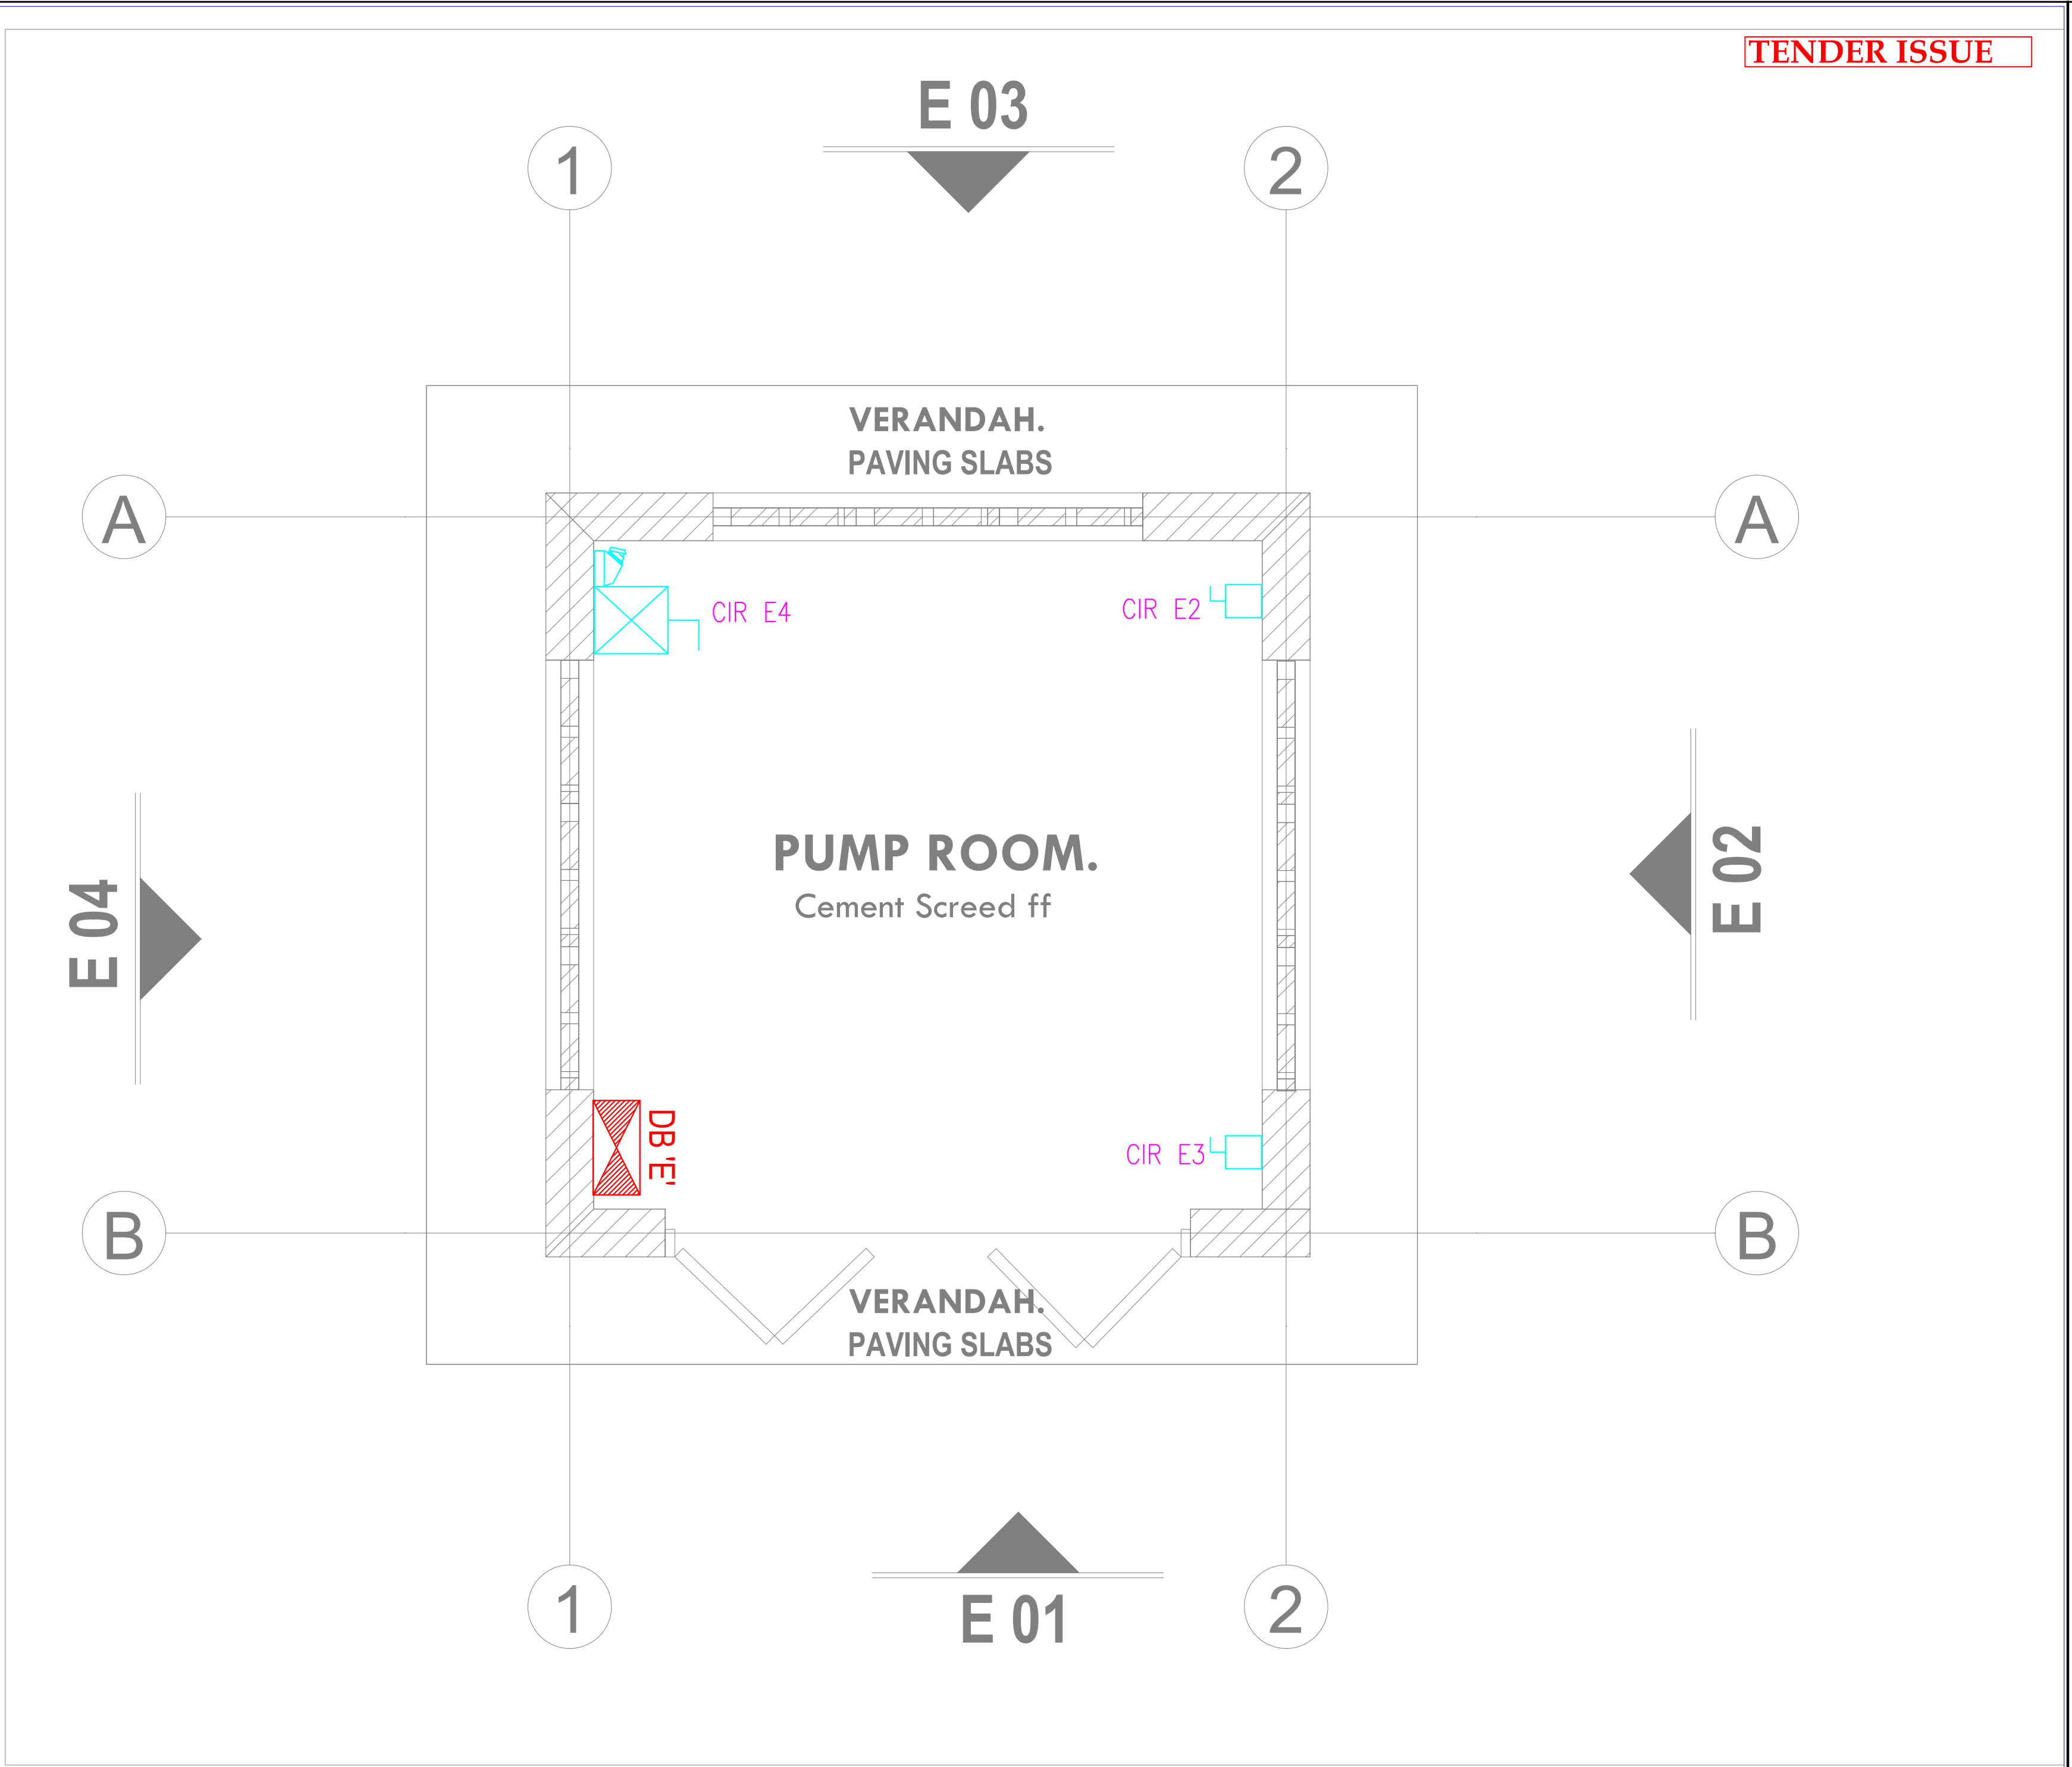 TENDER ISSUE
E 03
1
2
VERANDAH.
PAVING SLABS
A
A
CIR E4
CIR E2
PUMP ROOM.
Cement Screed ff
E 04
E 02
DB 'E'
CIR E3
B
B
VERANDAH.
PAVING SLABS
1
2
E 01